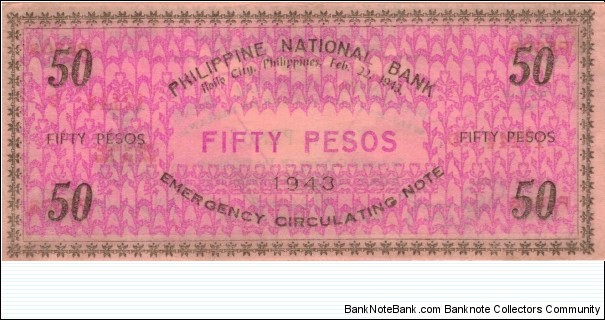 50
50
PHILIPPINE NATIONAL BANK
Iloilo City, Philippines, Feb. 22, 1943.
FIFTY PESOS
FIFTY PESOS
FIFTY PESOS
1943
EMERGENCY CIRCULATING NOTE
50
50
BankNoteBank.com -Banknote Collectors Community